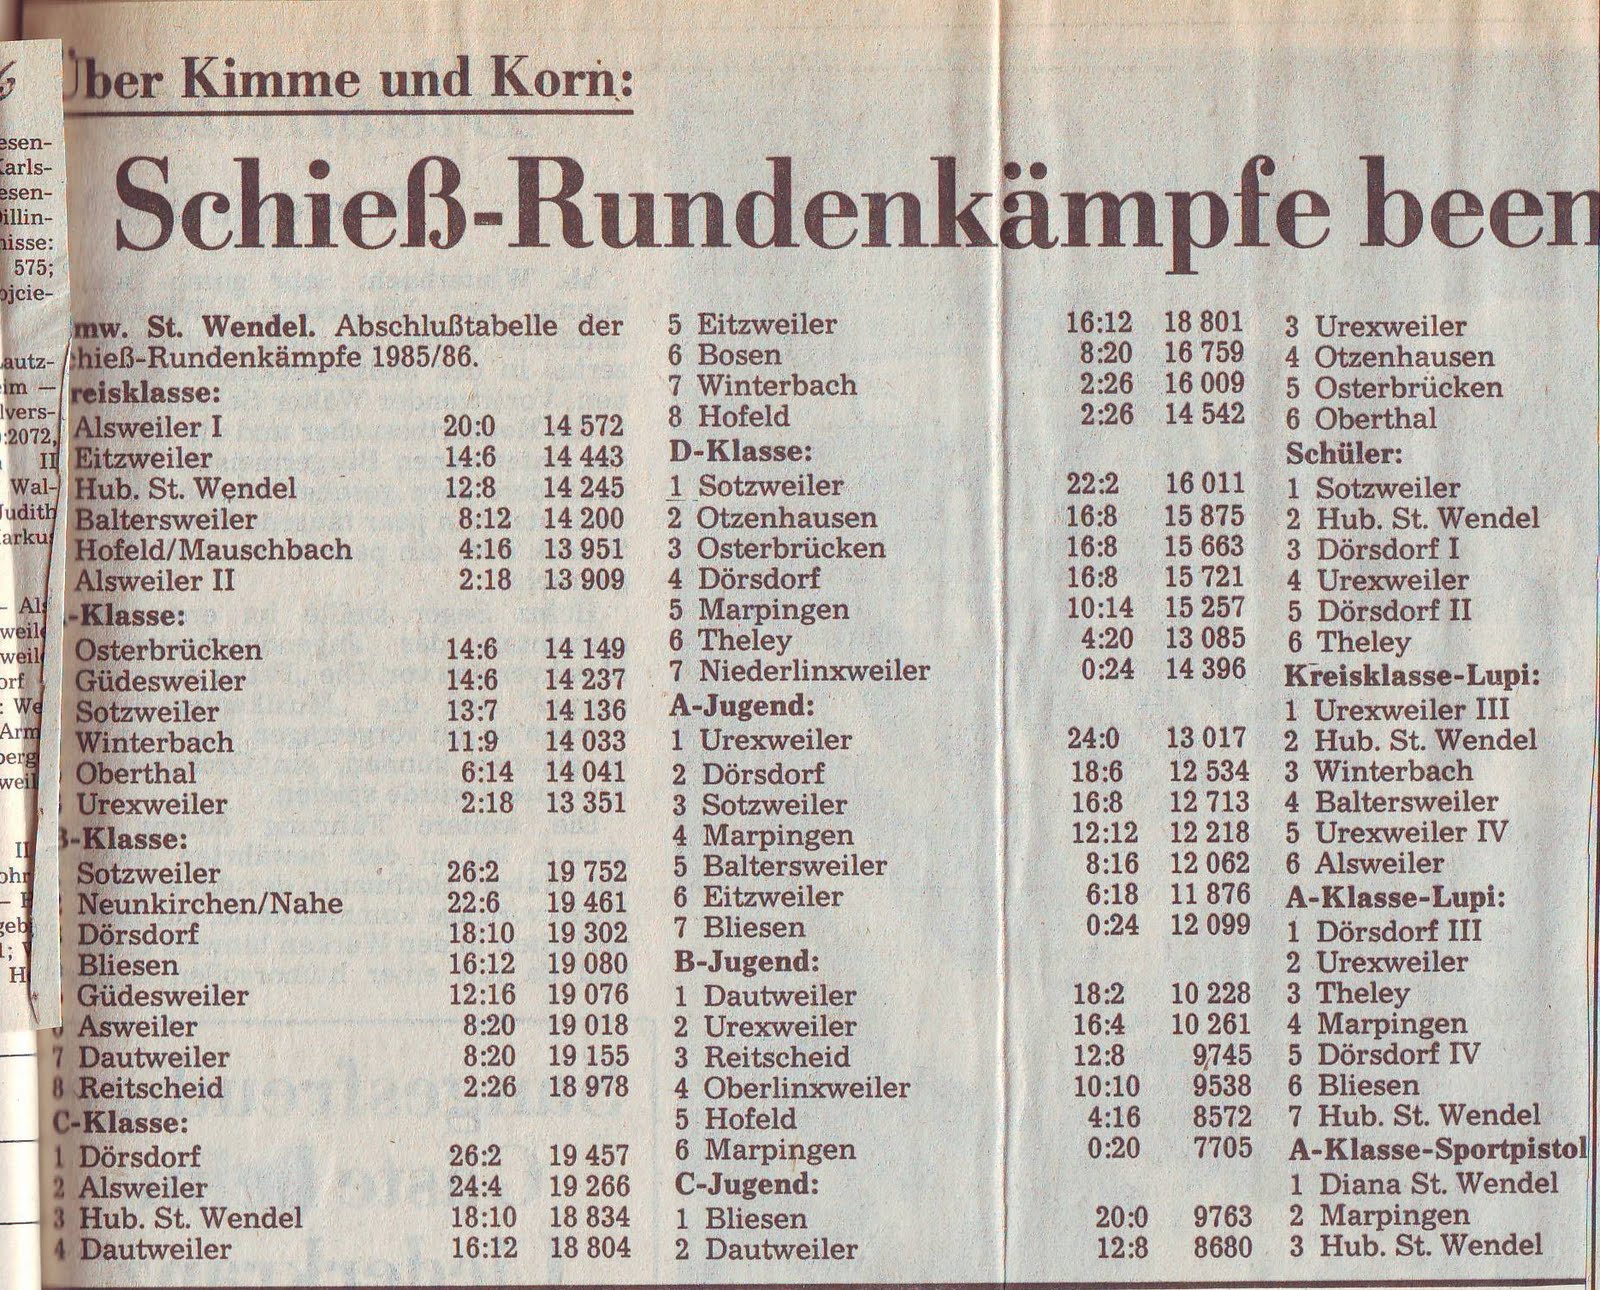 Über Kimme und Korn:
Schieß-Rundenkämpfe been
mw. St. Wendel. Abschlußtabelle der
hieß-Rundenkämpfe 1985/86.
reisklasse:
Alsweiler I 20:0 14 572
Eitzweiler 14:6 14 443
Hub. St. Wendel 12:8 14 245
Baltersweiler 8:12 14 200
Hofeld/Mauschbach 4:16 13 951
Alsweiler II 2:18 13 909
-Klasse:
Osterbrücken 14:6 14 149
Güdesweiler 14:6 14 237
Sotzweiler 13:7 14 136
Winterbach 11:9 14 033
Oberthal 6:14 14 041
Urexweiler 2:18 13 351
B-Klasse:
Sotzweiler 26:2 19 752
Neunkirchen/Nahe 22:6 19 461
Dörsdorf 18:10 19 302
Bliesen 16:12 19 080
Güdesweiler 12:16 19 076
6 Asweiler 8:20 19 018
7 Dautweiler 8:20 19 155
8 Reitscheid 2:26 18 978
C-Klasse:
1 Dörsdorf 26:2 19 457
2 Alsweiler 24:4 19 266
3 Hub. St. Wendel 18:10 18 834
4 Dautweiler 16:12 18 804
5 Eitzweiler 16:12 18 801
6 Bosen 8:20 16 759
7 Winterbach 2:26 16 009
8 Hofeld 2:26 14 542
D-Klasse:
1 Sotzweiler 22:2 16 011
2 Otzenhausen 16:8 15 875
3 Osterbrücken 16:8 15 663
4 Dörsdorf 16:8 15 721
5 Marpingen 10:14 15 257
6 Theley 4:20 13 085
7 Niederlinxweiler 0:24 14 396
A-Jugend:
1 Urexweiler 24:0 13 017
2 Dörsdorf 18:6 12 534
3 Sotzweiler 16:8 12 713
4 Marpingen 12:12 12 218
5 Baltersweiler 8:16 12 062
6 Eitzweiler 6:18 11 876
7 Bliesen 0:24 12 099
B-Jugend:
1 Dautweiler 18:2 10 228
2 Urexweiler 16:4 10 261
3 Reitscheid 12:8 9745
4 Oberlinxweiler 10:10 9538
5 Hofeld 4:16 8572
6 Marpingen 0:20 7705
C-Jugend:
1 Bliesen 20:0 9763
2 Dautweiler 12:8 8680
3 Urexweiler
4 Otzenhausen
5 Osterbrücken
6 Oberthal
Schüler:
1 Sotzweiler
2 Hub. St. Wendel
3 Dörsdorf I
4 Urexweiler
5 Dörsdorf II
6 Theley
Kreisklasse-Lupi:
1 Urexweiler III
2 Hub. St. Wendel
3 Winterbach
4 Baltersweiler
5 Urexweiler IV
6 Alsweiler
A-Klasse-Lupi:
1 Dörsdorf III
2 Urexweiler
3 Theley
4 Marpingen
5 Dörsdorf IV
6 Bliesen
7 Hub. St. Wendel
A-Klasse-Sportpistol
1 Diana St. Wendel
2 Marpingen
3 Hub. St. Wendel